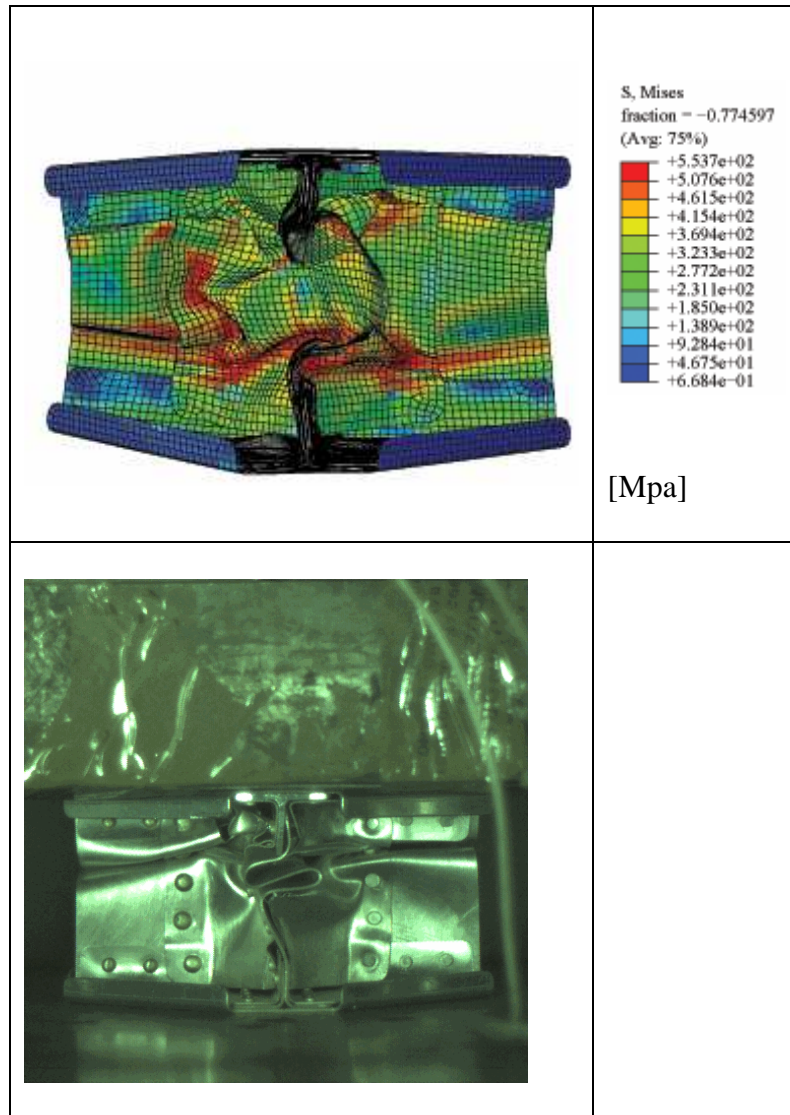 S, Mises
fraction = −0.774597
(Avg: 75%)
+5.537e+02
+5.076e+02
+4.615e+02
+4.154e+02
+3.694e+02
+3.233e+02
+2.772e+02
+2.311e+02
+1.850e+02
+1.389e+02
+9.284e+01
+4.675e+01
+6.684e−01
[Mpa]